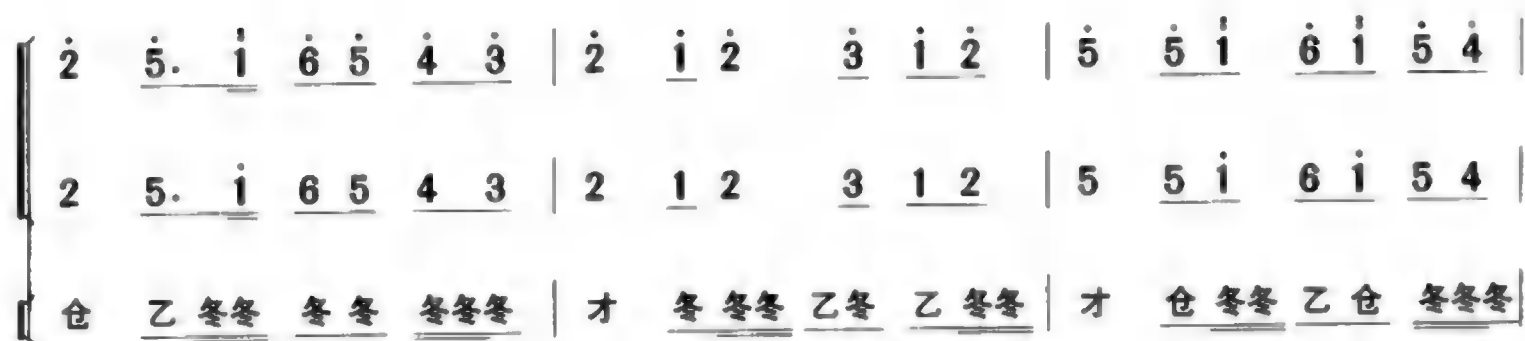 2̇ 5̇. 1̈ 6̇ 5̇ 4̇ 3̇ | 2̇ 1̇ 2̇ 3̇ 1̇ 2̇ | 5̇ 5̇ 1̈ 6̇ 1̈ 5̇ 4̇ |
2 5. 1̇ 6 5 4 3 | 2 1 2 3 1 2 | 5 5 1̇ 6 1̇ 5 4 |
仓 乙 冬冬 冬 冬 冬冬冬 | 才 冬 冬冬 乙冬 乙 冬冬 | 才 仓 冬冬 乙 仓 冬冬冬